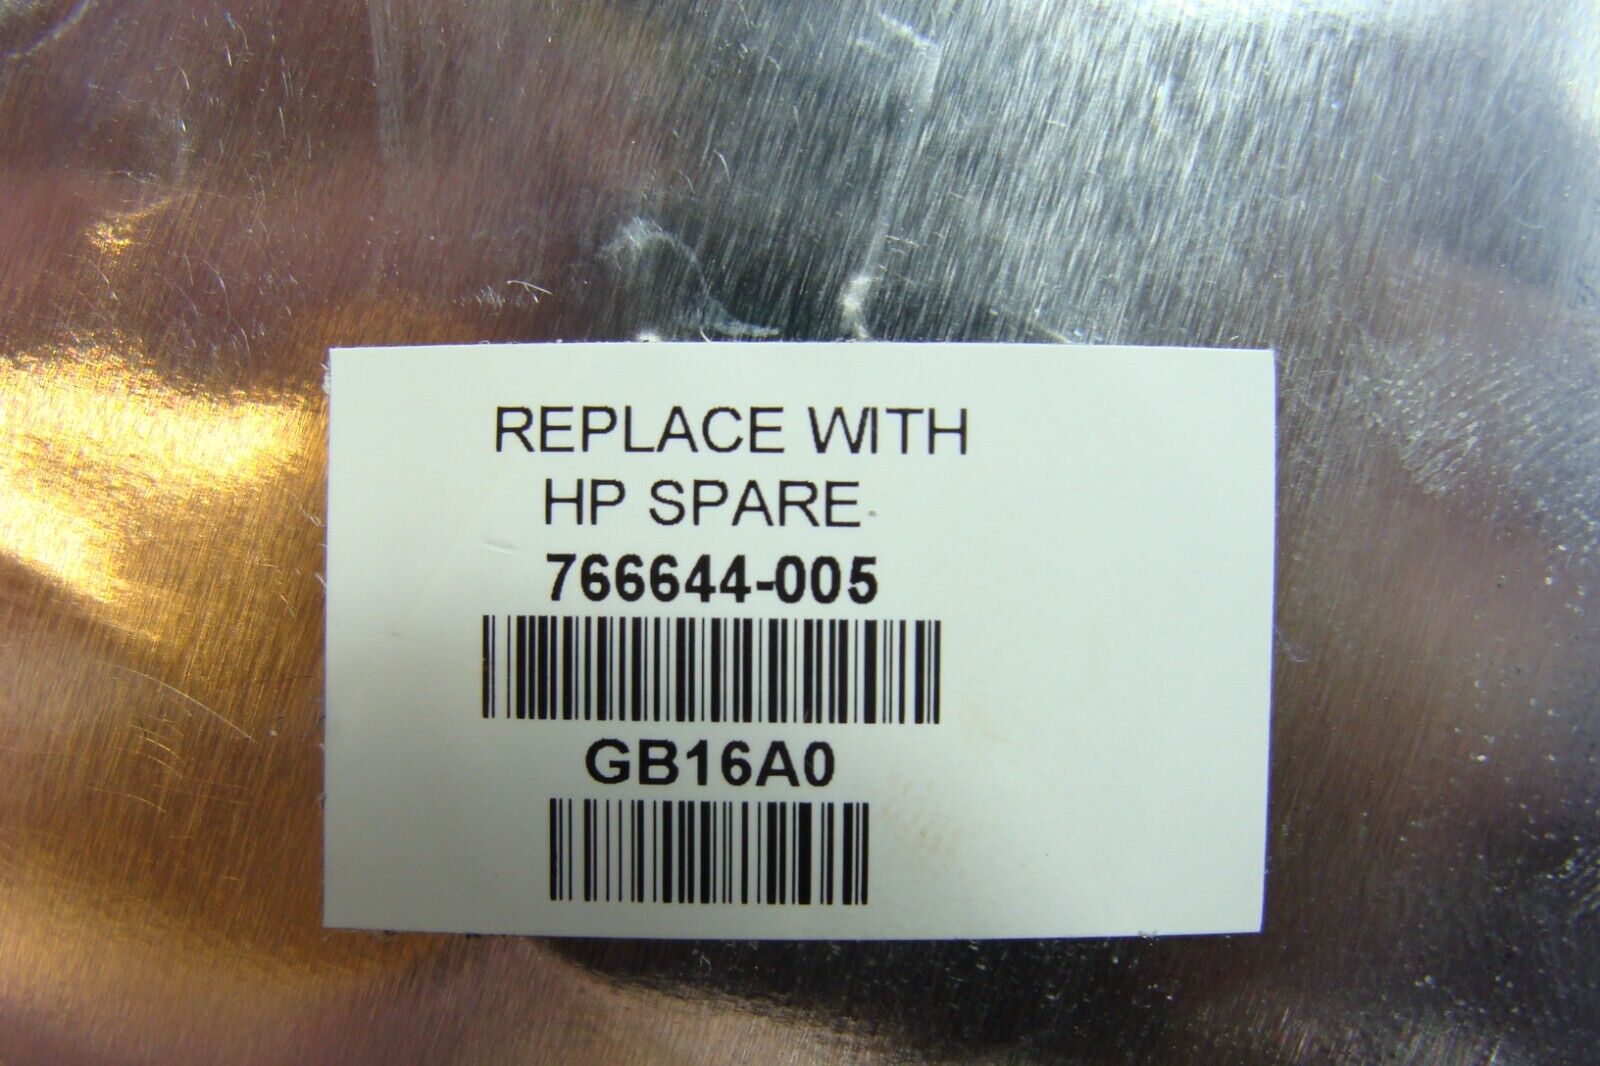 REPLACE WITH
HP SPARE
766644-005
GB16A0